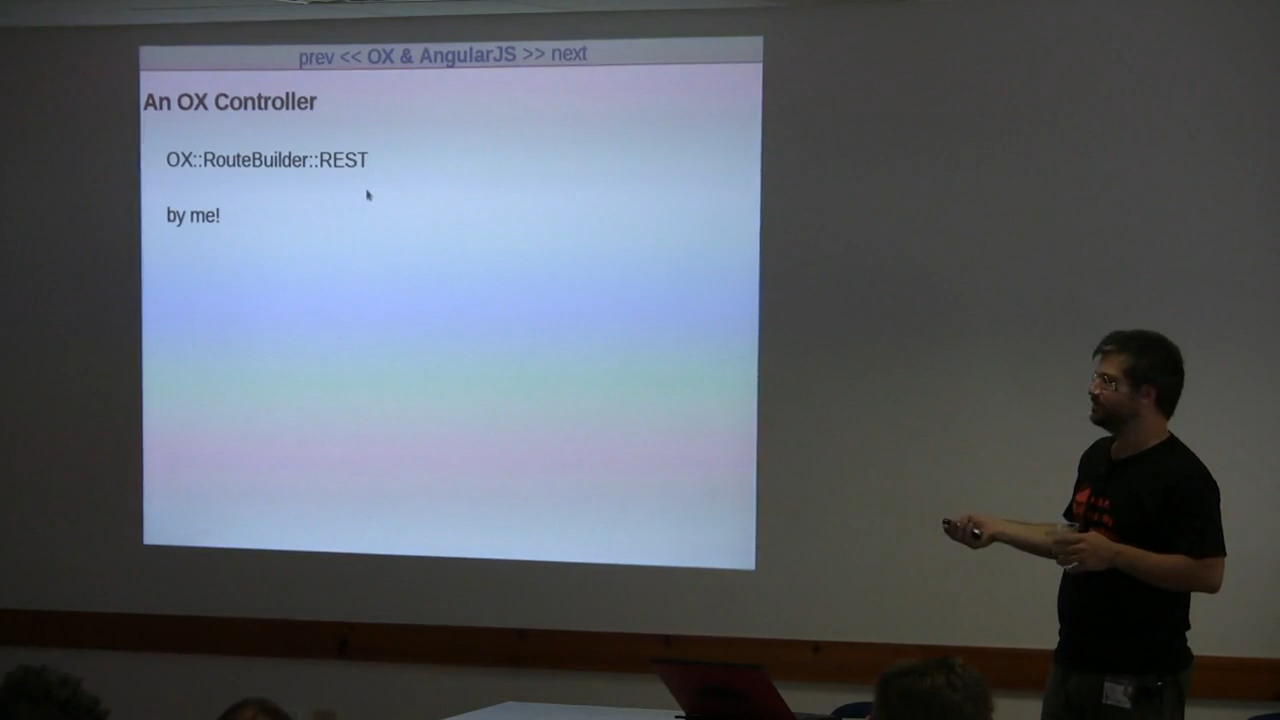 prev << OX & AngularJS >> next
An OX Controller
OX::RouteBuilder::REST
by me!